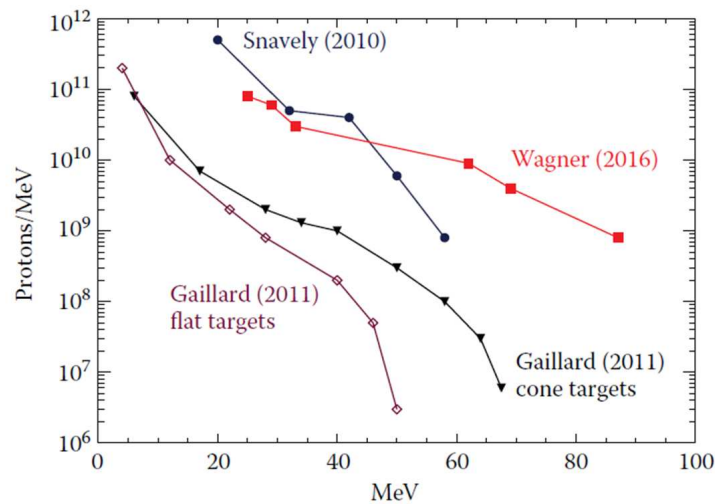 10¹²
10¹¹
10¹⁰
10⁹
10⁸
10⁷
10⁶
Protons/MeV
Snavely (2010)
Wagner (2016)
Gaillard (2011)
flat targets
Gaillard (2011)
cone targets
0 20 40 60 80 100
MeV